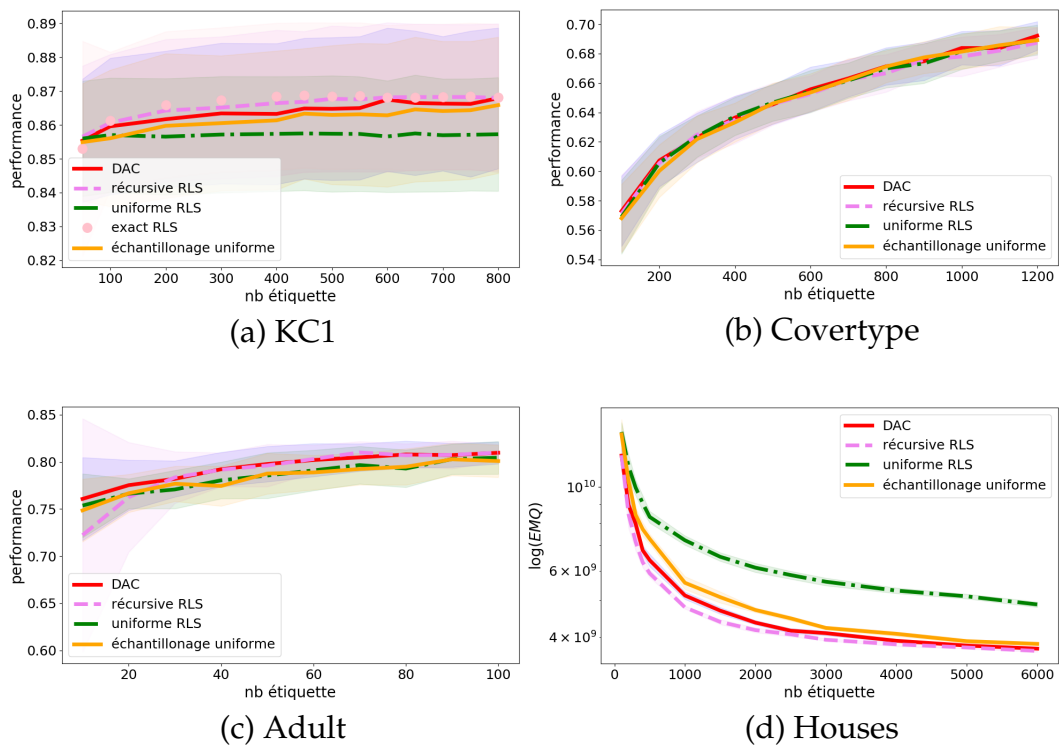 0.89
0.88
0.87
0.86
0.85
0.84
0.83
0.82
performance
DAC
récursive RLS
uniforme RLS
exact RLS
échantillonage uniforme
100 200 300 400 500 600 700 800
nb étiquette
(a) KC1
0.70
0.68
0.66
0.64
0.62
0.60
0.58
0.56
0.54
performance
DAC
récursive RLS
uniforme RLS
échantillonage uniforme
200 400 600 800 1000 1200
nb étiquette
(b) Covertype
0.85
0.80
0.75
0.70
0.65
0.60
performance
DAC
récursive RLS
uniforme RLS
échantillonage uniforme
20 40 60 80 100
nb étiquette
(c) Adult
10¹⁰
6 × 10⁹
4 × 10⁹
log(EMQ)
DAC
récursive RLS
uniforme RLS
échantillonage uniforme
0 1000 2000 3000 4000 5000 6000
nb étiquette
(d) Houses